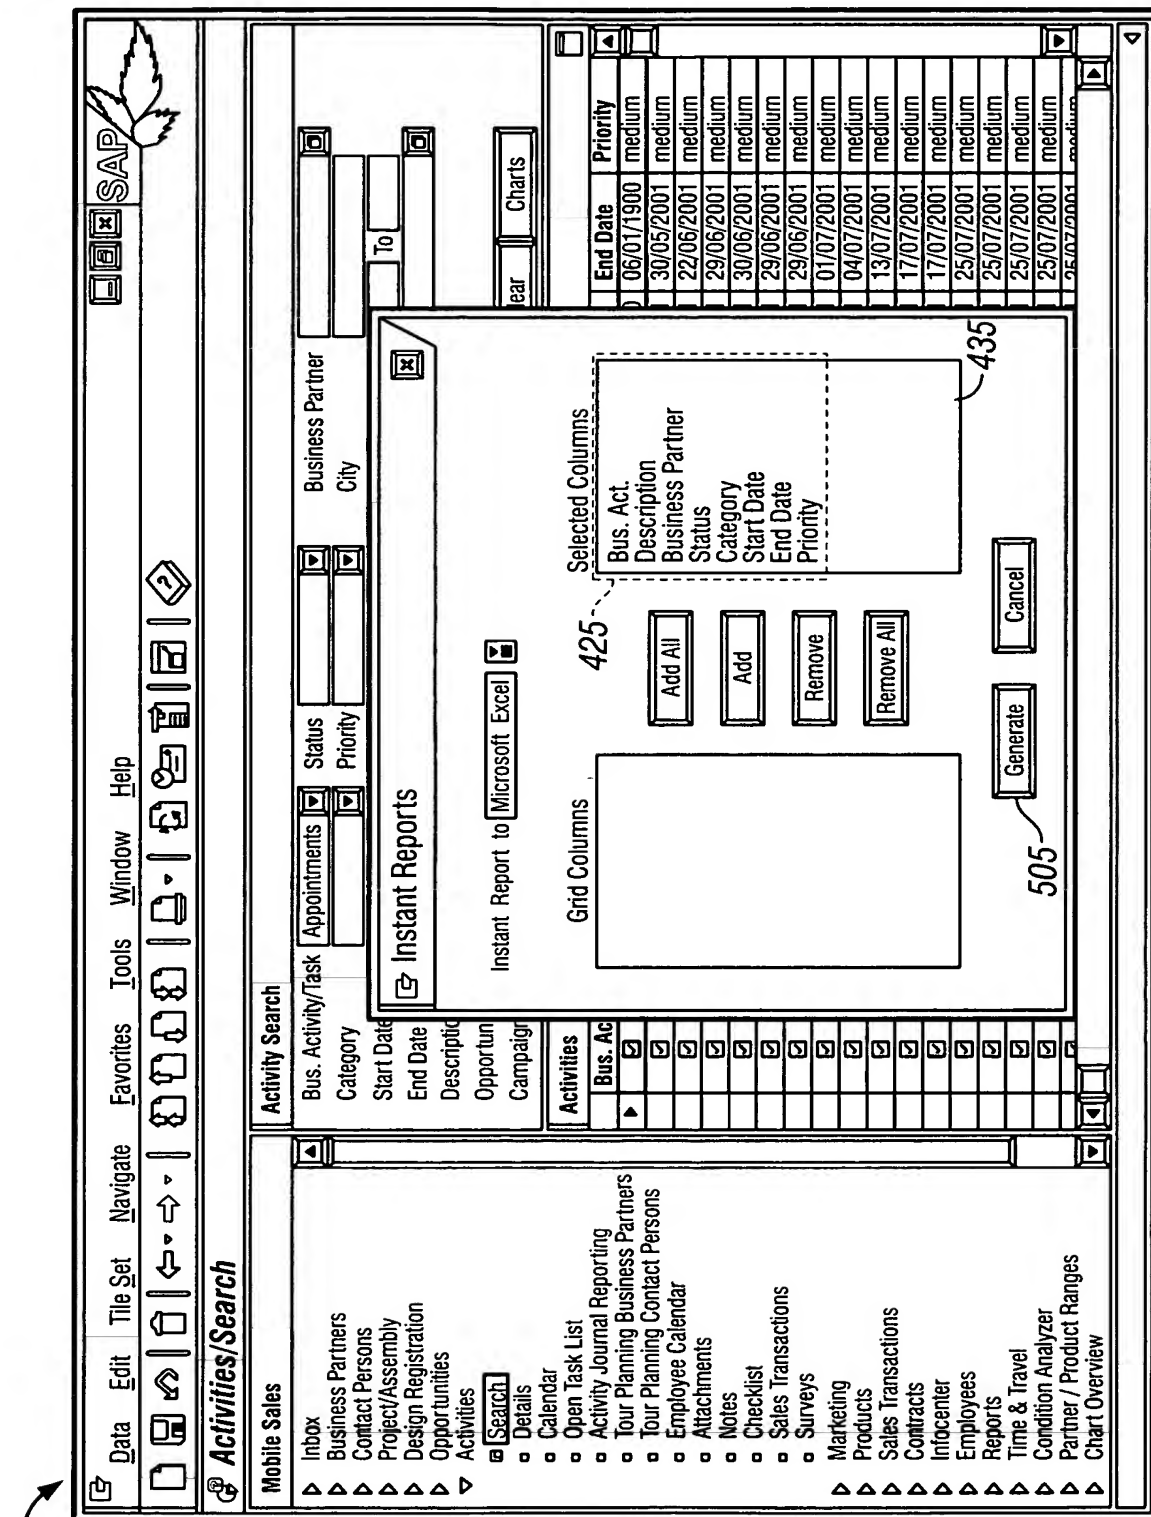 SAP
Data Edit Tile Set Navigate Favorites Tools Window Help
?
Activities/Search
Mobile Sales
Inbox
Business Partners
Contact Persons
Project/Assembly
Design Registration
Opportunities
Activities
Search
Details
Calendar
Open Task List
Activity Journal Reporting
Tour Planning Business Partners
Tour Planning Contact Persons
Employee Calendar
Attachments
Notes
Checklist
Sales Transactions
Surveys
Marketing
Products
Sales Transactions
Contracts
Infocenter
Employees
Reports
Time & Travel
Condition Analyzer
Partner / Product Ranges
Chart Overview
Activity Search
Bus. Activity/Task Appointments Status Business Partner
Category Priority City
Start Date To
End Date
Descriptic
Opportun
Campaigr
lear Charts
Instant Reports
Instant Report to Microsoft Excel
Grid Columns
Selected Columns
425
Add All
Add
Remove
Remove All
Bus. Act.
Description
Business Partner
Status
Category
Start Date
End Date
Priority
435
Generate Cancel
505
Activities
Bus. Ac End Date Priority
06/01/1900 medium
30/05/2001 medium
22/06/2001 medium
29/06/2001 medium
30/06/2001 medium
29/06/2001 medium
29/06/2001 medium
01/07/2001 medium
04/07/2001 medium
13/07/2001 medium
17/07/2001 medium
17/07/2001 medium
25/07/2001 medium
25/07/2001 medium
25/07/2001 medium
25/07/2001 medium
25/07/2001 medium